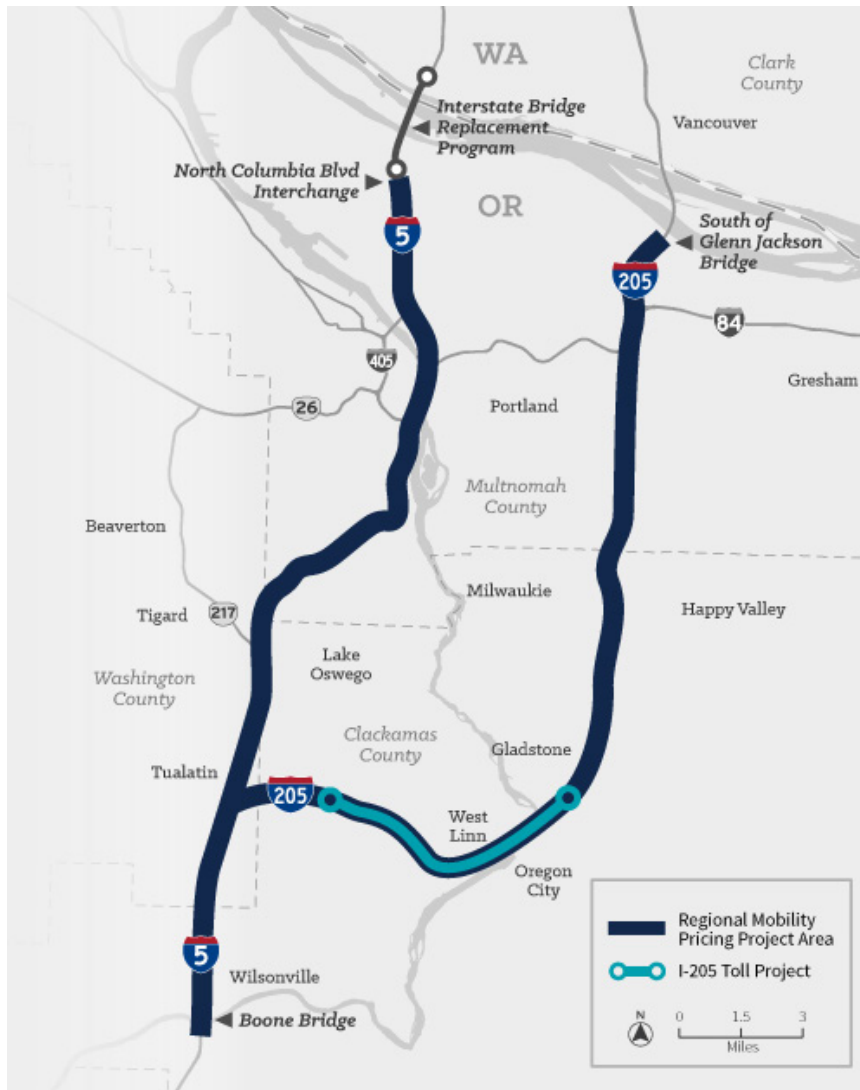 WA
Clark
County
Interstate Bridge
Replacement
Program
Vancouver
North Columbia Blvd
Interchange
OR
5
South of
Glenn Jackson
Bridge
205
84
405
Gresham
26
Portland
Multnomah
County
Beaverton
Milwaukie
Tigard
217
Happy Valley
Lake
Oswego
Washington
County
Clackamas
County
Gladstone
Tualatin
205
West
Linn
Oregon
City
5
Wilsonville
Boone Bridge
Regional Mobility
Pricing Project Area
I-205 Toll Project
N
0 1.5 3
Miles